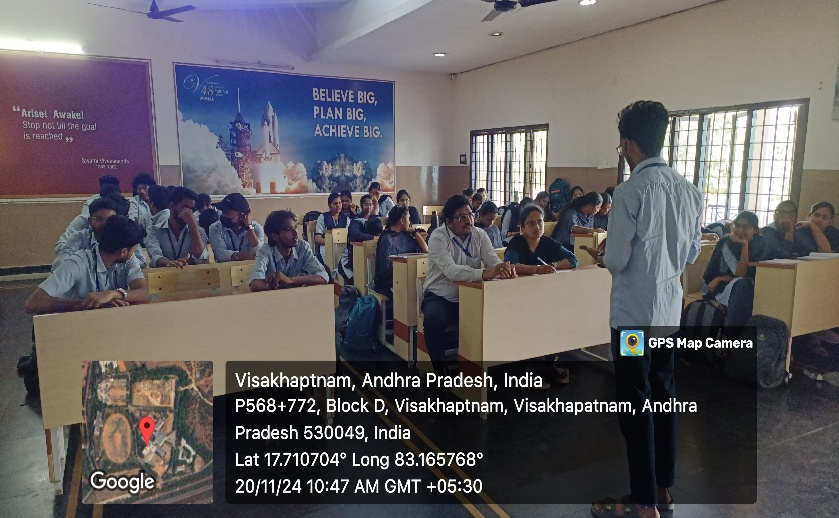 “Arise! Awake!
Stop not till the goal
is reached.”
Swami Vivekananda
BELIEVE BIG,
PLAN BIG,
ACHIEVE BIG.
GPS Map Camera
Visakhaptnam, Andhra Pradesh, India
P568+772, Block D, Visakhaptnam, Visakhapatnam, Andhra
Pradesh 530049, India
Lat 17.710704° Long 83.165768°
20/11/24 10:47 AM GMT +05:30
Google